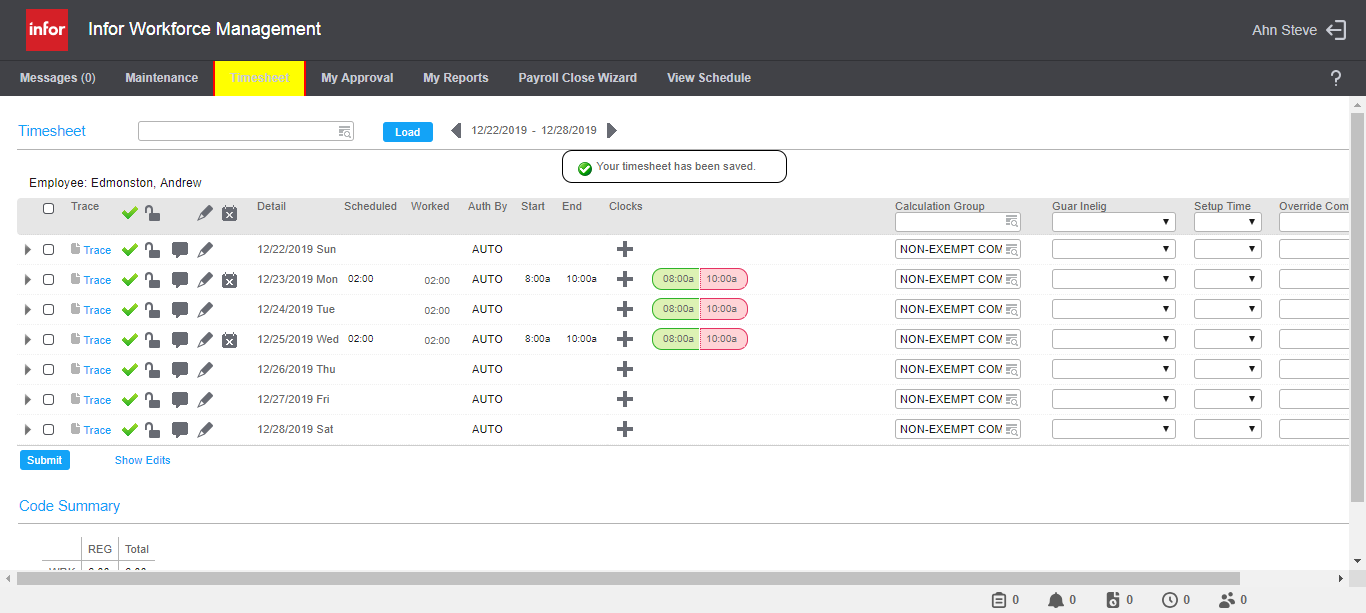 infor Infor Workforce Management Ahn Steve
Messages (0) Maintenance Timesheet My Approval My Reports Payroll Close Wizard View Schedule ?
Timesheet Load 12/22/2019 - 12/28/2019
Your timesheet has been saved.
Employee: Edmonston, Andrew
Trace Detail Scheduled Worked Auth By Start End Clocks Calculation Group Guar Inelig Setup Time Override Com
Trace 12/22/2019 Sun AUTO NON-EXEMPT COM
Trace 12/23/2019 Mon 02:00 02:00 AUTO 8:00a 10:00a 08:00a 10:00a NON-EXEMPT COM
Trace 12/24/2019 Tue 02:00 AUTO 08:00a 10:00a NON-EXEMPT COM
Trace 12/25/2019 Wed 02:00 02:00 AUTO 8:00a 10:00a 08:00a 10:00a NON-EXEMPT COM
Trace 12/26/2019 Thu AUTO NON-EXEMPT COM
Trace 12/27/2019 Fri AUTO NON-EXEMPT COM
Trace 12/28/2019 Sat AUTO NON-EXEMPT COM
Submit Show Edits
Code Summary
REG Total
0 0 0 0 0